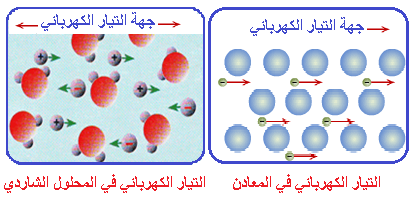 جهة التيار الكهربائي
جهة التيار الكهربائي
التيار الكهربائي في المعادن
التيار الكهربائي في المحلول الشاردي